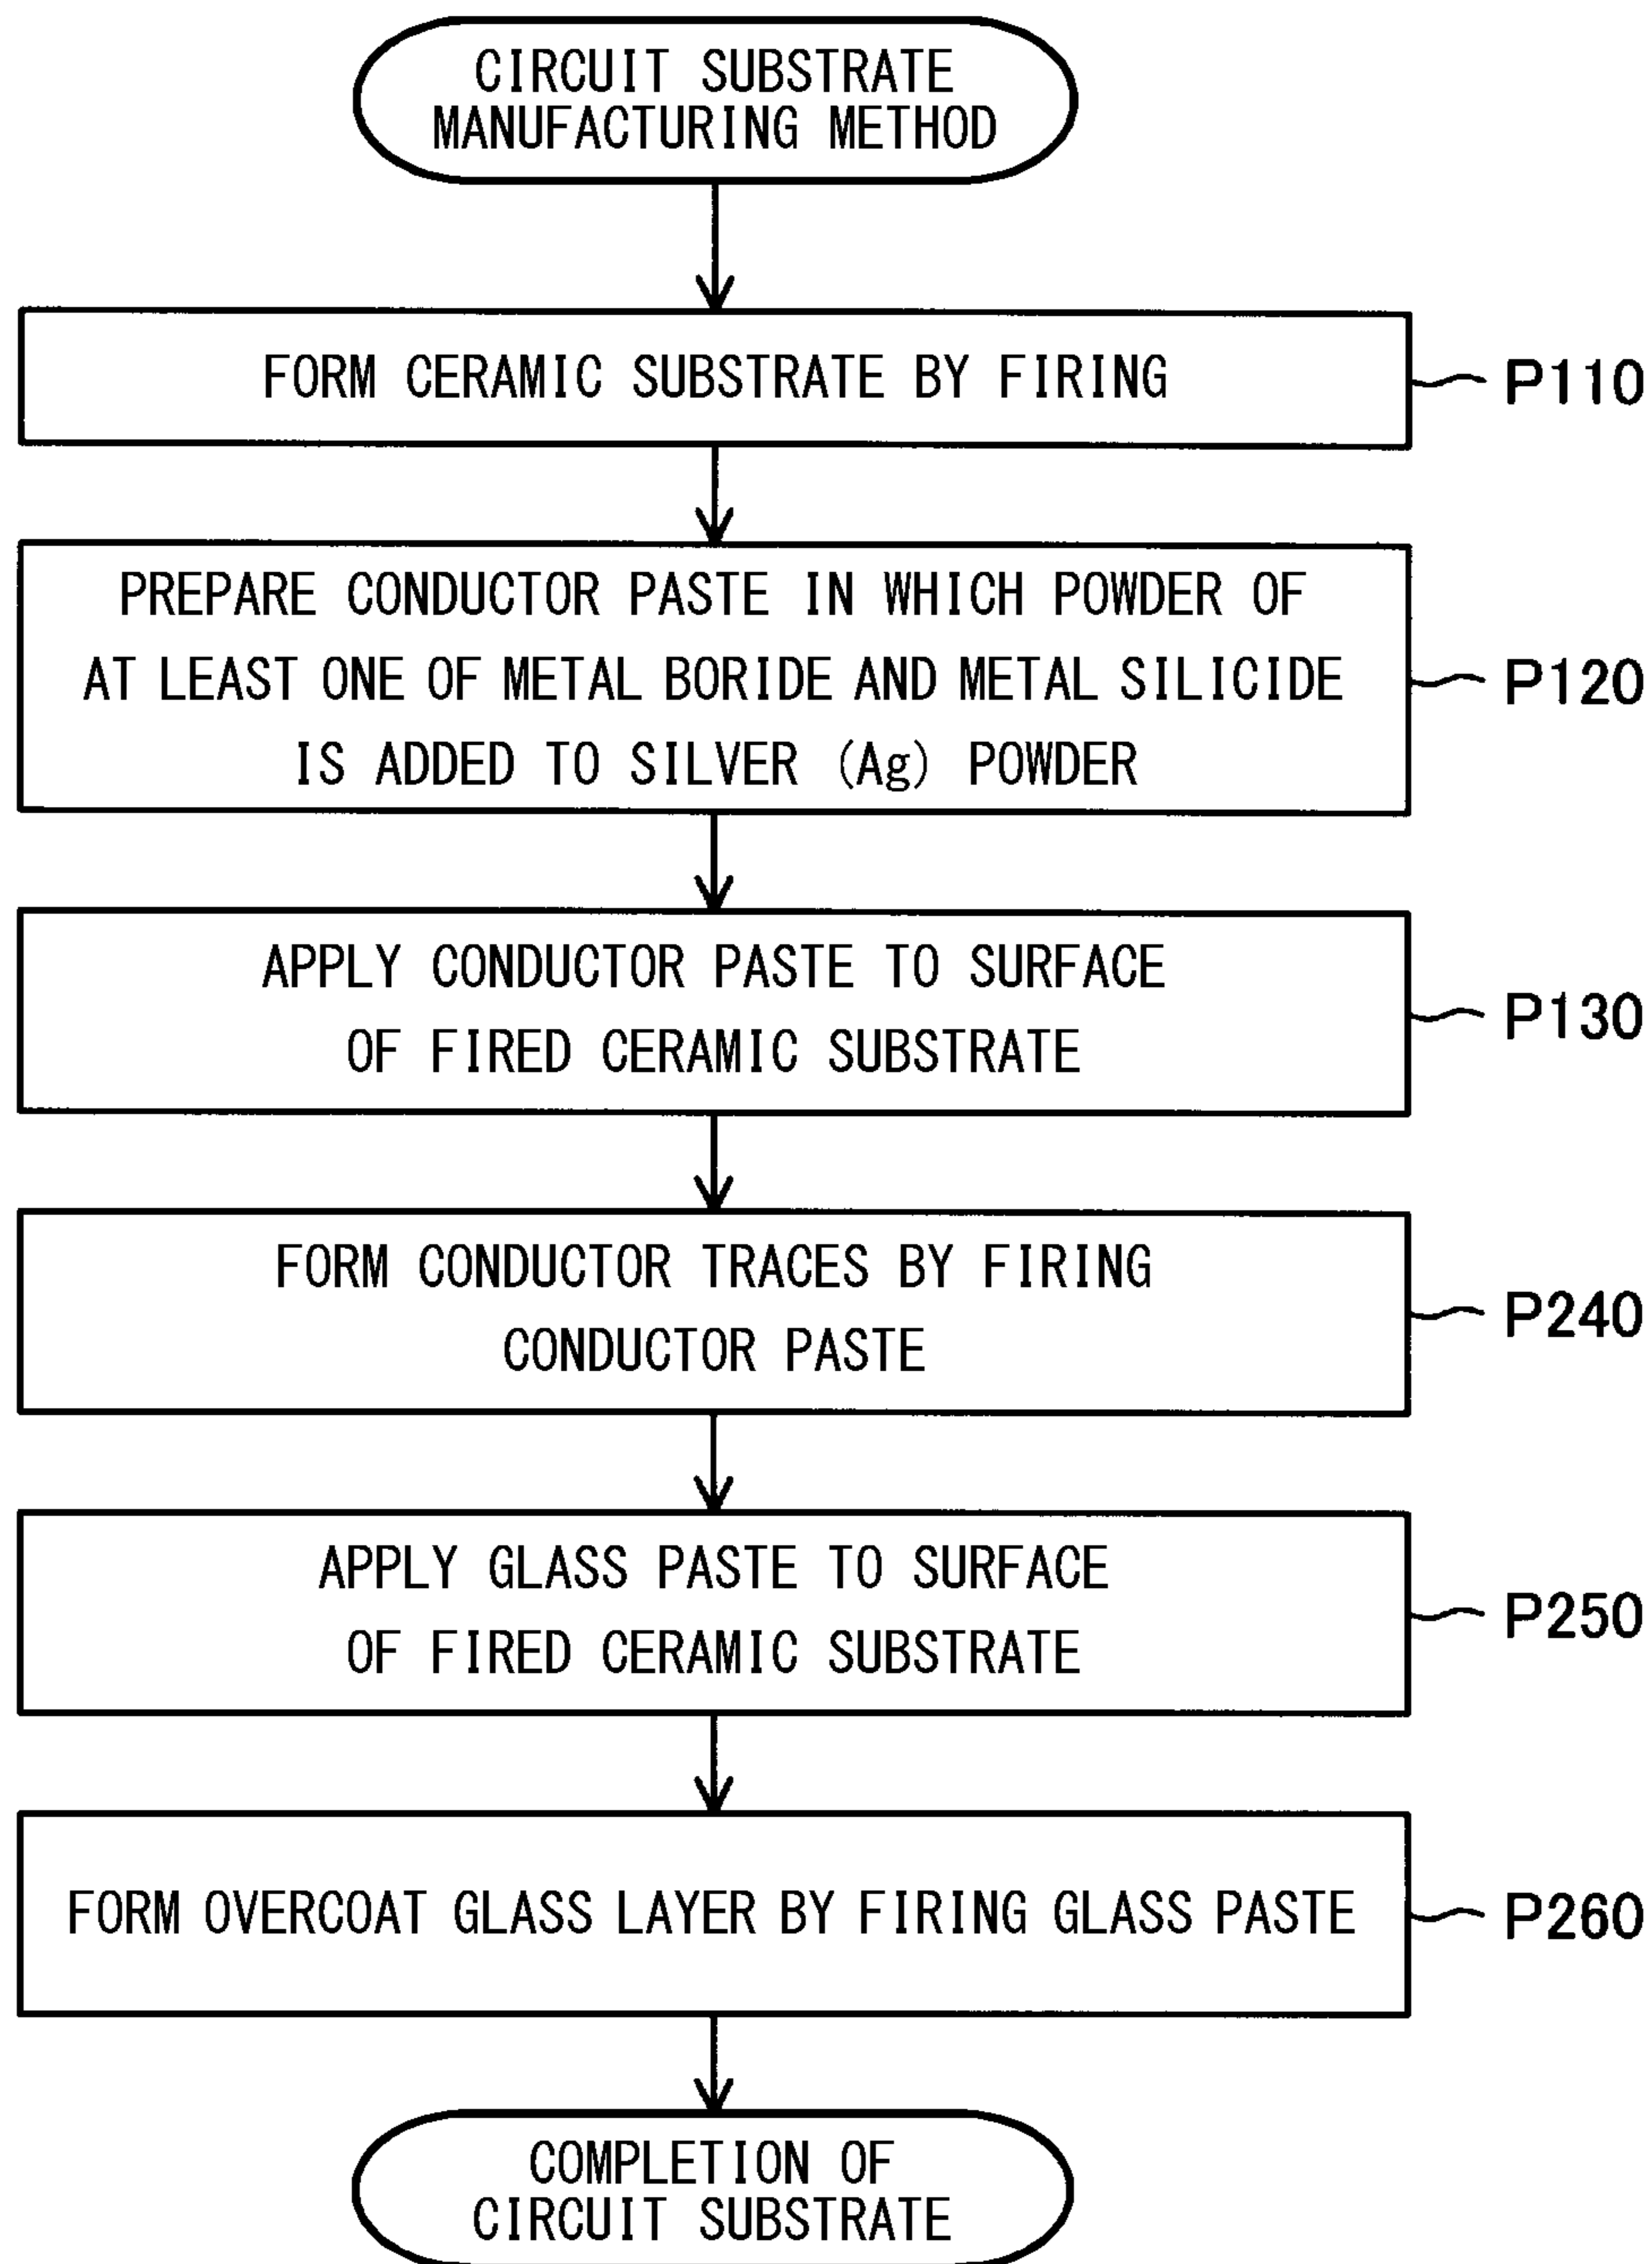 CIRCUIT SUBSTRATE
MANUFACTURING METHOD
FORM CERAMIC SUBSTRATE BY FIRING
P110
PREPARE CONDUCTOR PASTE IN WHICH POWDER OF
AT LEAST ONE OF METAL BORIDE AND METAL SILICIDE
IS ADDED TO SILVER (Ag) POWDER
P120
APPLY CONDUCTOR PASTE TO SURFACE
OF FIRED CERAMIC SUBSTRATE
P130
FORM CONDUCTOR TRACES BY FIRING
CONDUCTOR PASTE
P240
APPLY GLASS PASTE TO SURFACE
OF FIRED CERAMIC SUBSTRATE
P250
FORM OVERCOAT GLASS LAYER BY FIRING GLASS PASTE
P260
COMPLETION OF
CIRCUIT SUBSTRATE